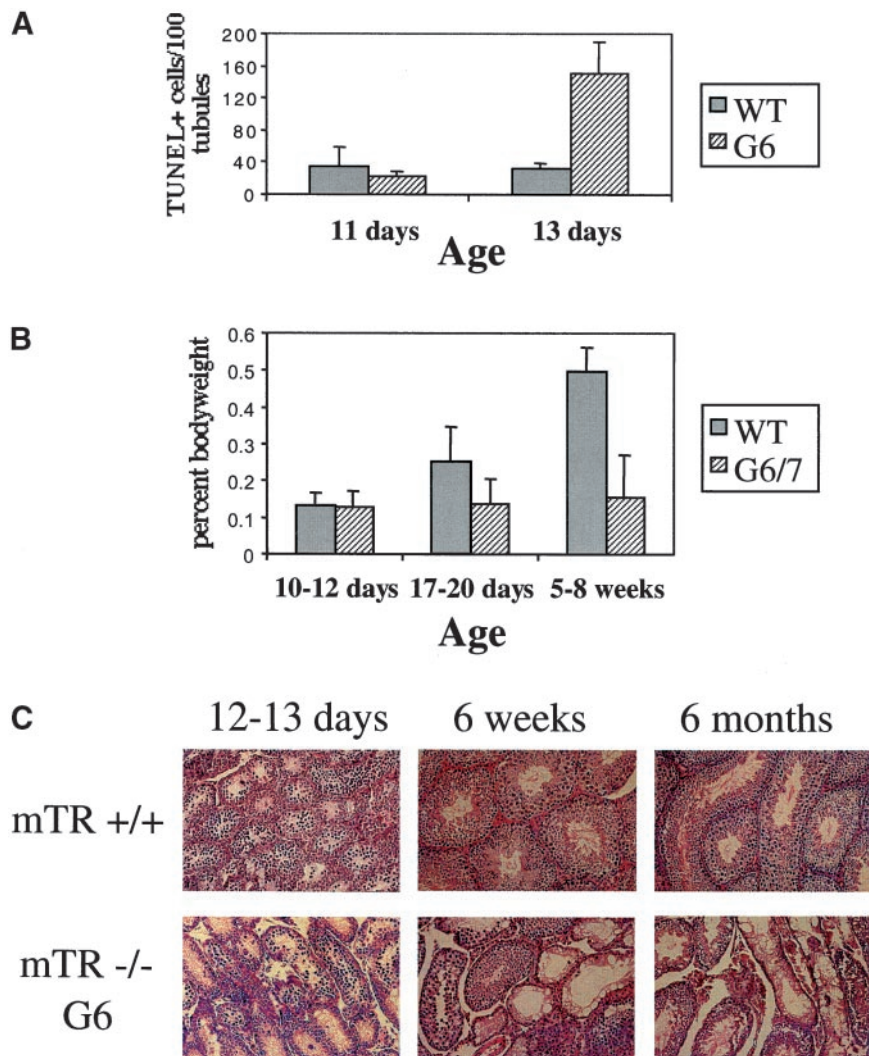 A
TUNEL+ cells/100
tubules
200
160
120
80
40
0
11 days
13 days
Age
WT
G6
B
percent bodyweight
0.6
0.5
0.4
0.3
0.2
0.1
0
10-12 days 17-20 days 5-8 weeks
Age
WT
G6/7
C
12-13 days
6 weeks
6 months
mTR +/+
mTR -/-
G6